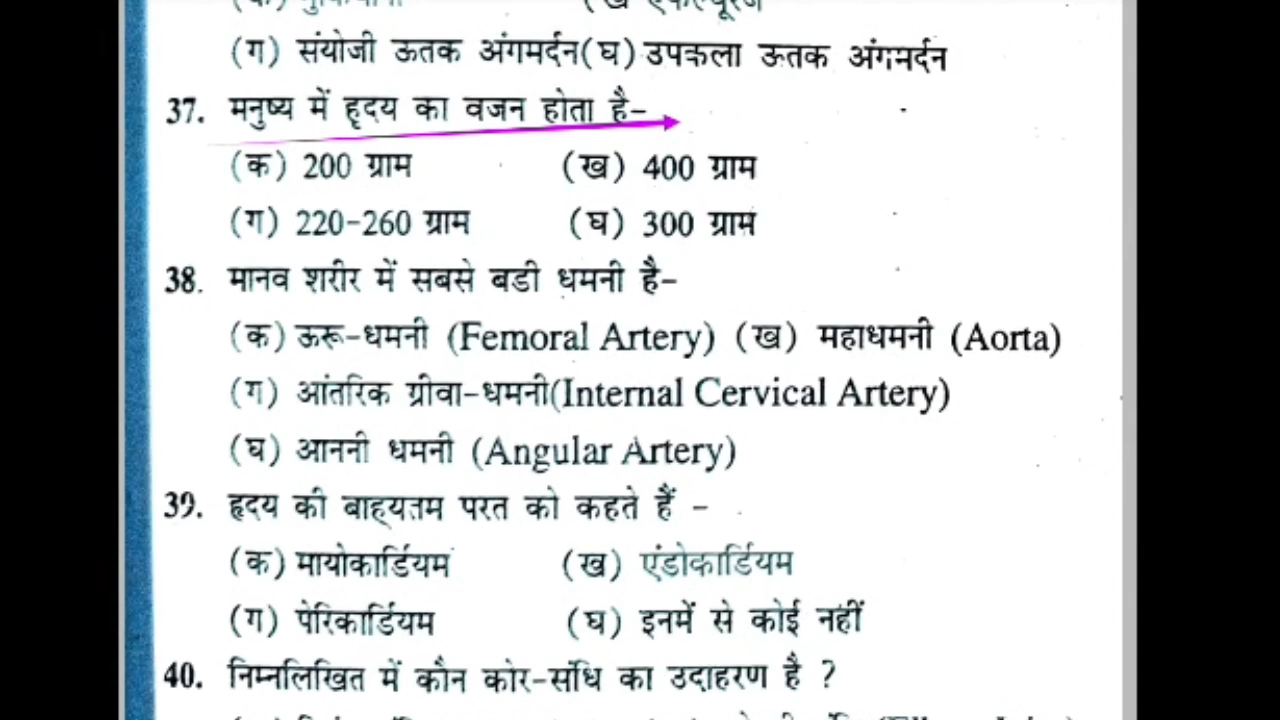 (ग) संयोजी ऊतक अंगमर्दन(घ) उपकला ऊतक अंगमर्दन
37. मनुष्य में हृदय का वजन होता है-
(क) 200 ग्राम (ख) 400 ग्राम
(ग) 220-260 ग्राम (घ) 300 ग्राम
38. मानव शरीर में सबसे बडी धमनी है-
(क) ऊरू-धमनी (Femoral Artery) (ख) महाधमनी (Aorta)
(ग) आंतरिक ग्रीवा-धमनी(Internal Cervical Artery)
(घ) आननी धमनी (Angular Artery)
39. हृदय की बाह्यतम परत को कहते हैं -
(क) मायोकार्डियम (ख) एंडोकार्डियम
(ग) पेरिकार्डियम (घ) इनमें से कोई नहीं
40. निम्नलिखित में कौन कोर-संधि का उदाहरण है ?